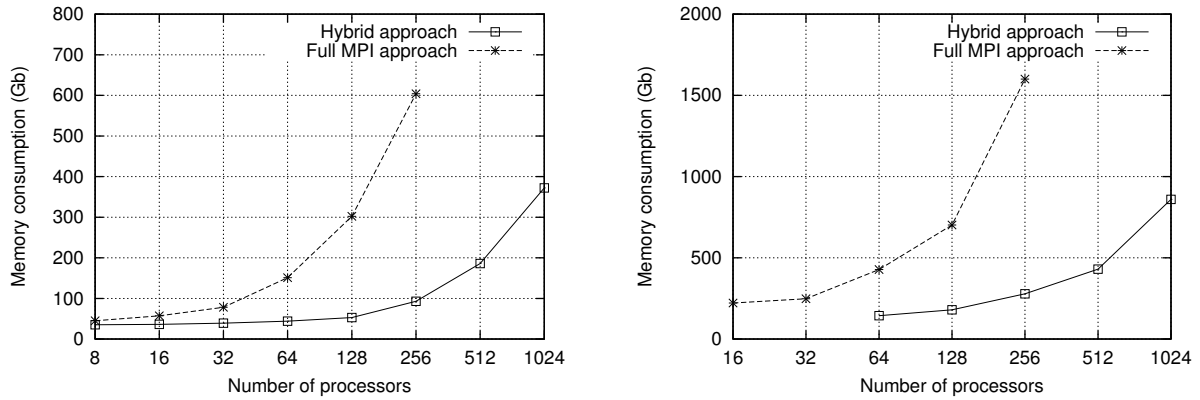 800
700
600
500
400
300
200
100
0
8 16 32 64 128 256 512 1024
Number of processors
Memory consumption (Gb)
Hybrid approach
Full MPI approach
2000
1500
1000
500
0
16 32 64 128 256 512 1024
Number of processors
Memory consumption (Gb)
Hybrid approach
Full MPI approach